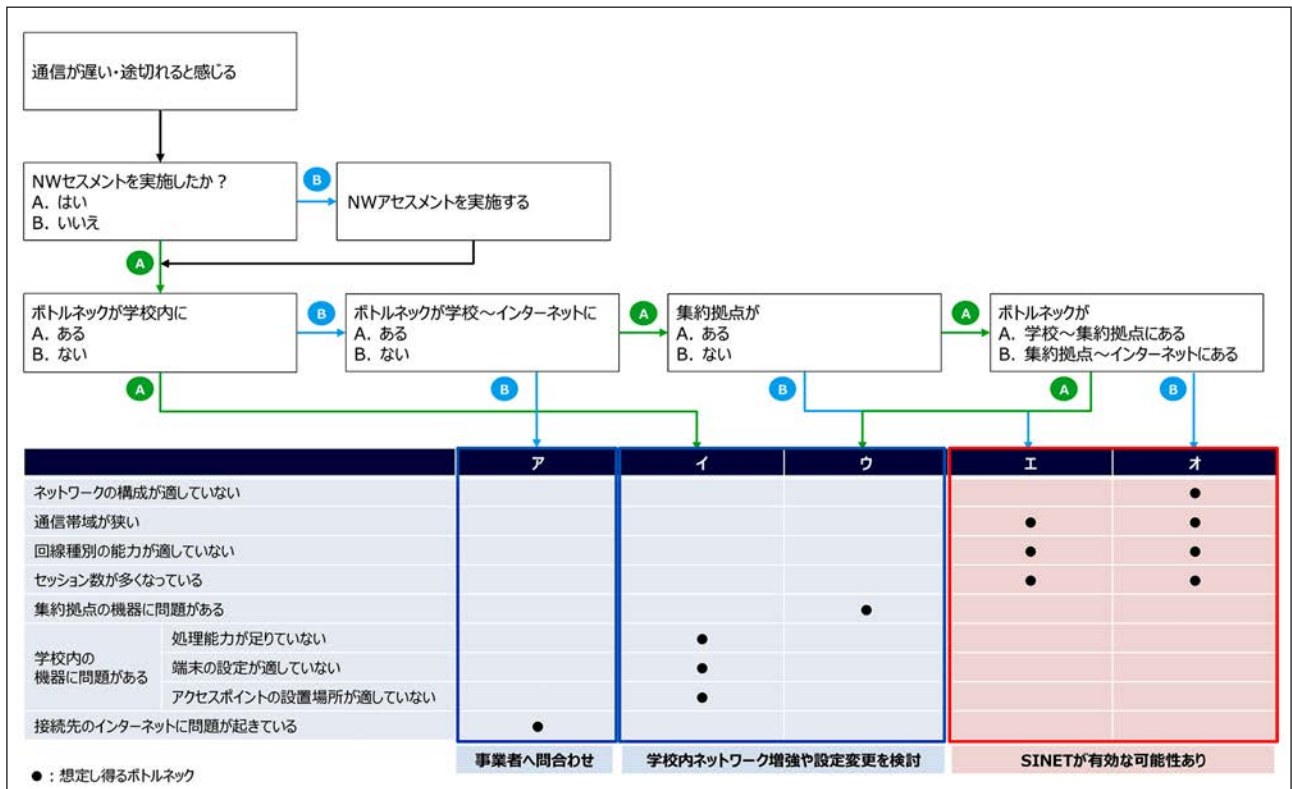 通信が遅い・途切れると感じる
NWセスメントを実施したか？
A. はい
B. いいえ
B
NWアセスメントを実施する
A
ボトルネックが学校内に
A. ある
B. ない
B
ボトルネックが学校～インターネットに
A. ある
B. ない
A
集約拠点が
A. ある
B. ない
A
ボトルネックが
A. 学校～集約拠点にある
B. 集約拠点～インターネットにある
A
B
B
A
B
ア
イ
ウ
エ
オ
ネットワークの構成が適していない
●
通信帯域が狭い
● ●
回線種別の能力が適していない
● ●
セッション数が多くなっている
● ●
集約拠点の機器に問題がある
●
学校内の
機器に問題がある
処理能力が足りていない
●
端末の設定が適していない
●
アクセスポイントの設置場所が適していない
●
接続先のインターネットに問題が起きている
●
事業者へ問合わせ
学校内ネットワーク増強や設定変更を検討
SINETが有効な可能性あり
●：想定し得るボトルネック